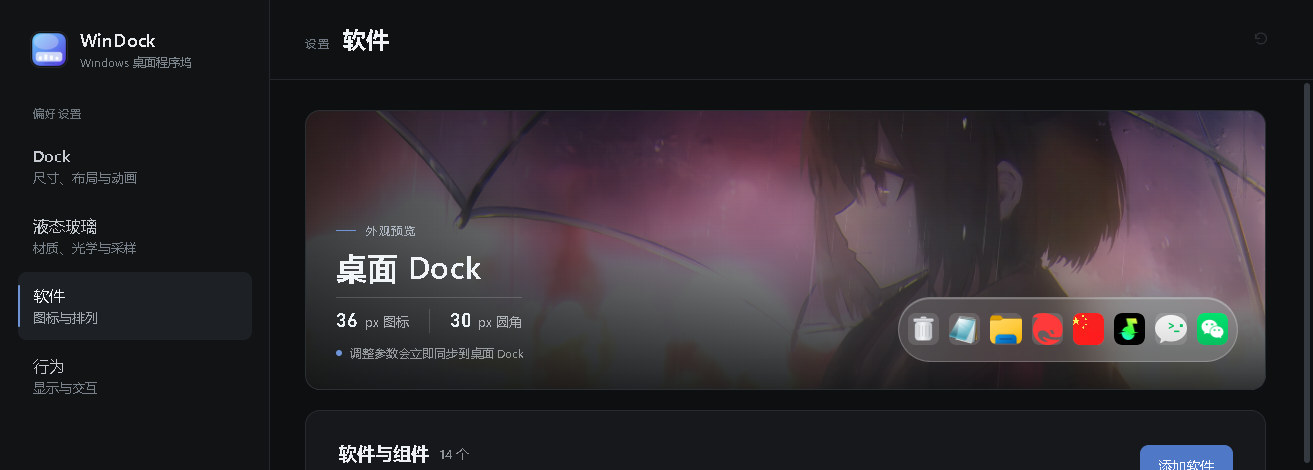 WinDock
Windows 桌面程序坞
偏好设置
Dock
尺寸、布局与动画
液态玻璃
材质、光学与采样
软件
图标与排列
行为
显示与交互
设置 软件
外观预览
桌面 Dock
36 px 图标 30 px 圆角
调整参数会立即同步到桌面 Dock
软件与组件 14 个
添加软件